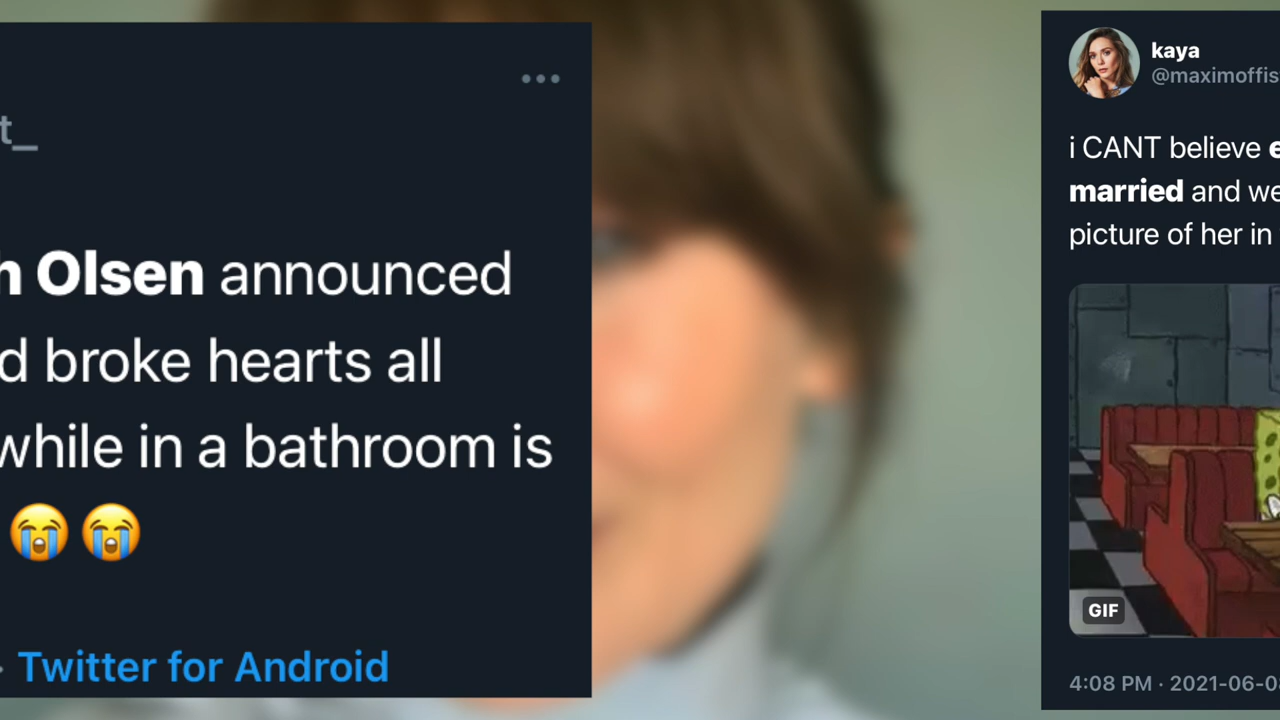 t_
h Olsen announced
d broke hearts all
while in a bathroom is
Twitter for Android
kaya
@maximoffis
i CANT believe e
married and we
picture of her in
GIF
4:08 PM · 2021-06-0